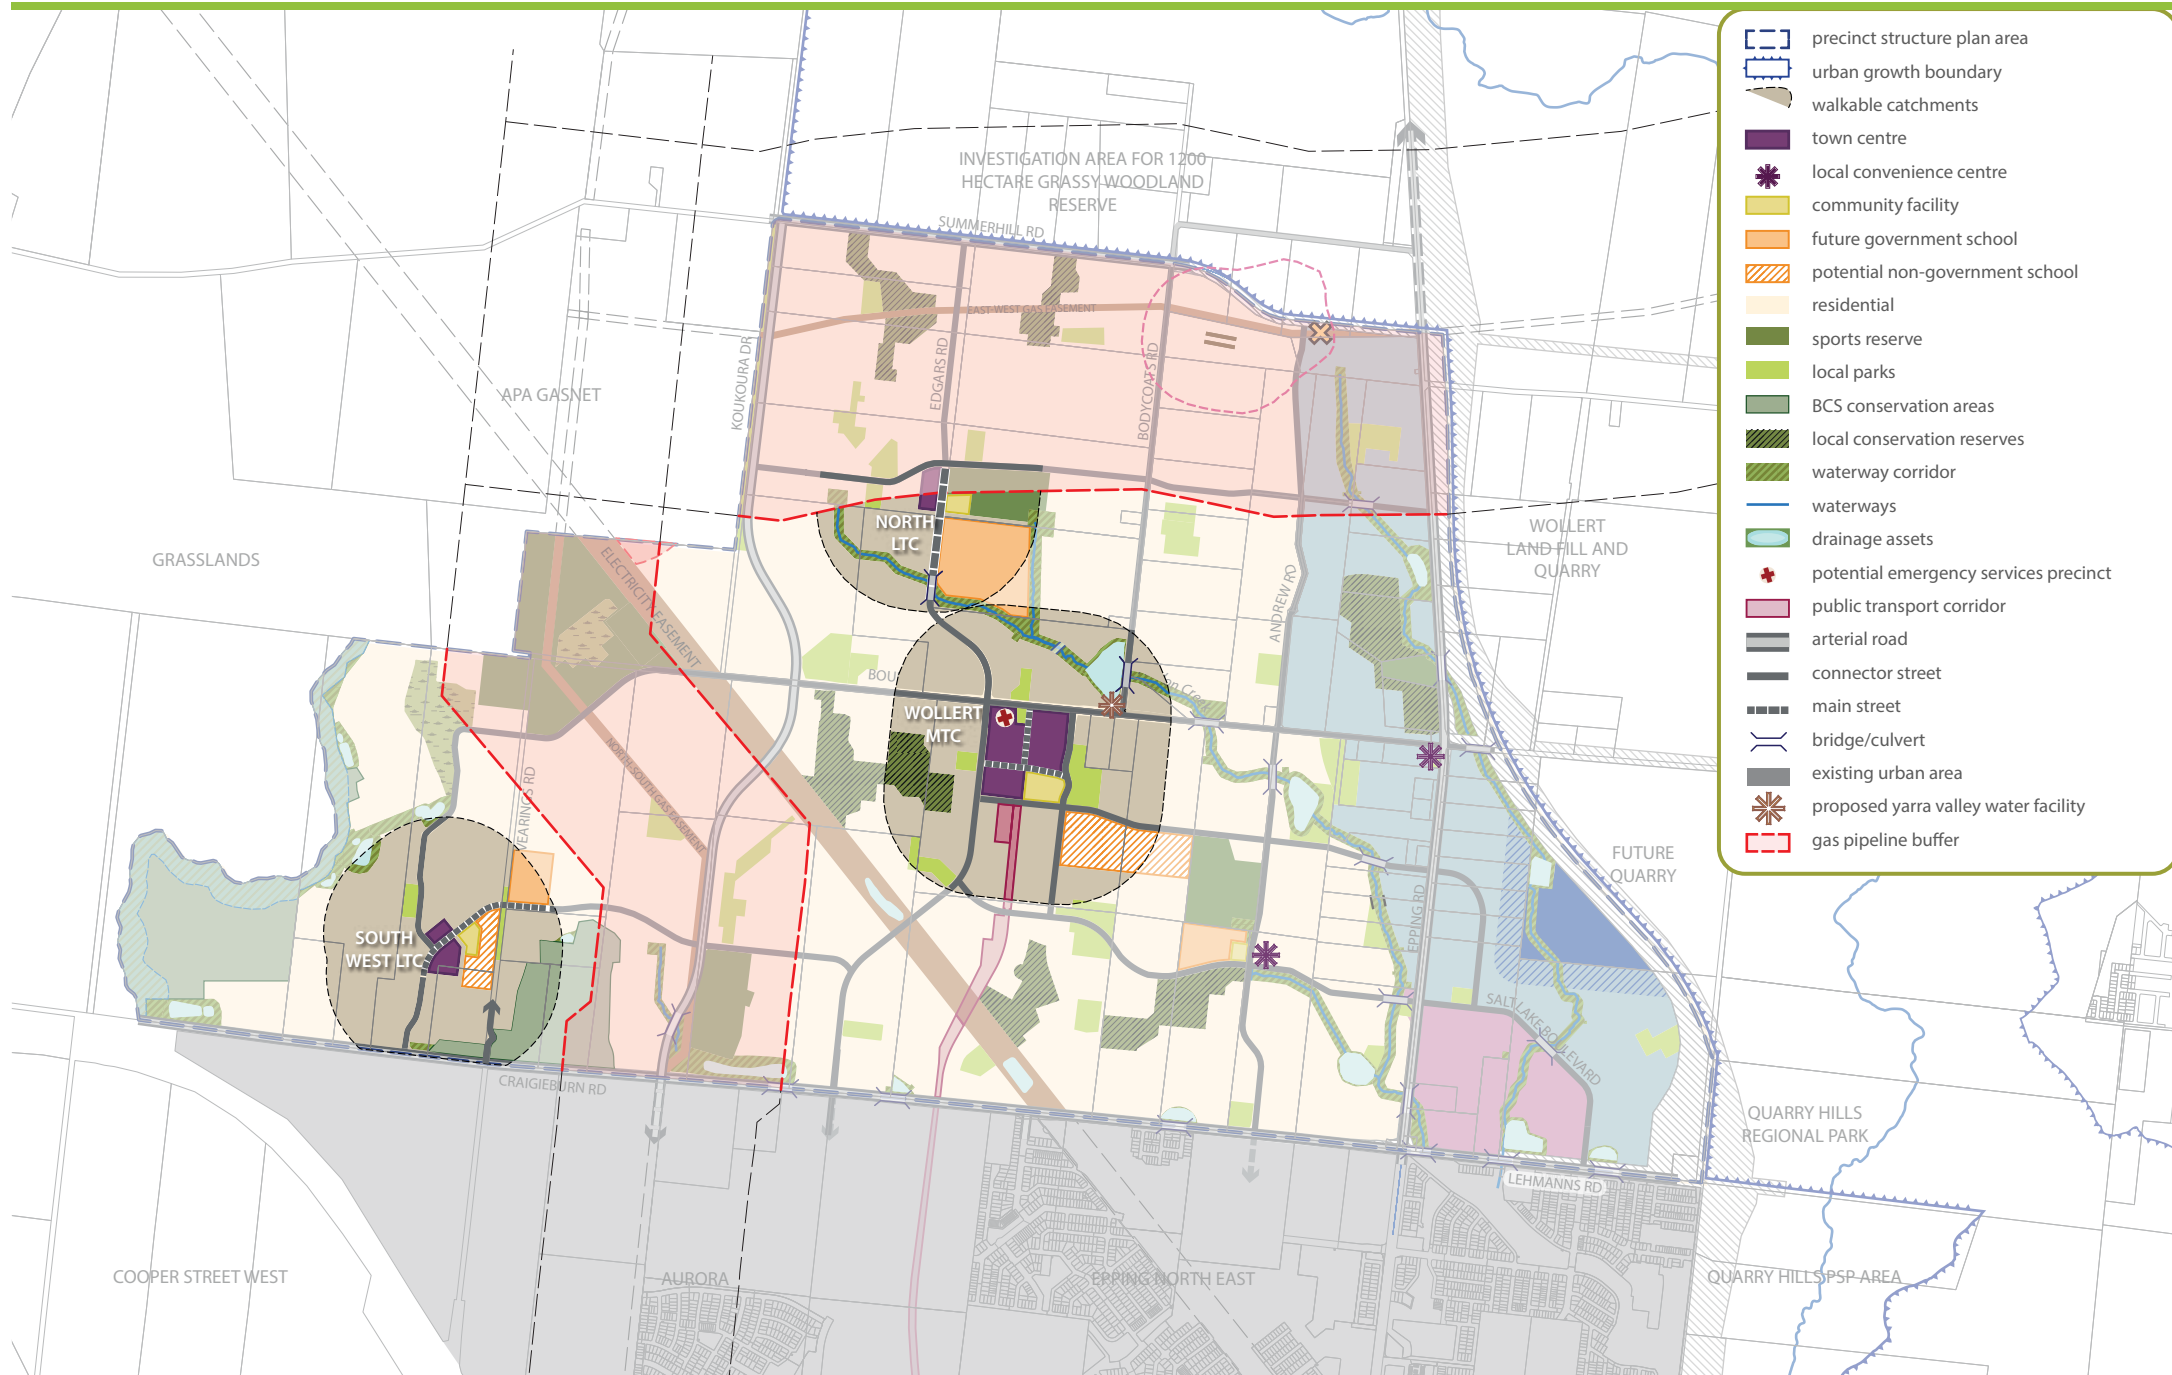 precinct structure plan area
urban growth boundary
walkable catchments
town centre
local convenience centre
community facility
future government school
potential non-government school
residential
sports reserve
local parks
BCS conservation areas
local conservation reserves
waterway corridor
waterways
drainage assets
potential emergency services precinct
public transport corridor
arterial road
connector street
main street
bridge/culvert
existing urban area
proposed yarra valley water facility
gas pipeline buffer
INVESTIGATION AREA FOR 1200
HECTARE GRASSY WOODLAND
RESERVE
SUMMERHILL RD
EAST-WEST GAS EASEMENT
KOUKOURA DR
EDGARS RD
BODYCOATS RD
APA GASNET
NORTH
LTC
WOLLERT
LAND FILL AND
QUARRY
GRASSLANDS
ELECTRICITY EASEMENT
ANDREW RD
BOU
WOLLERT
MTC
NORTH-SOUTH GAS EASEMENT
VEARINGS RD
FUTURE
QUARRY
EPPING RD
SOUTH
WEST LTC
SALT LAKE BOULEVARD
CRAIGIEBURN RD
QUARRY HILLS
REGIONAL PARK
LEHMANNS RD
COOPER STREET WEST
AURORA
EPPING NORTH EAST
QUARRY HILLS PSP AREA